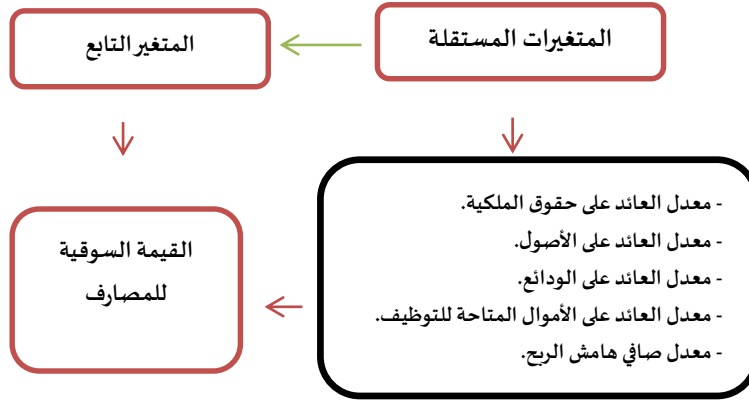 المتغيرات المستقلة
المتغير التابع
- معدل العائد على حقوق الملكية.
- معدل العائد على الأصول.
- معدل العائد على الودائع.
- معدل العائد على الأموال المتاحة للتوظيف.
- معدل صافي هامش الربح.
القيمة السوقية
للمصارف